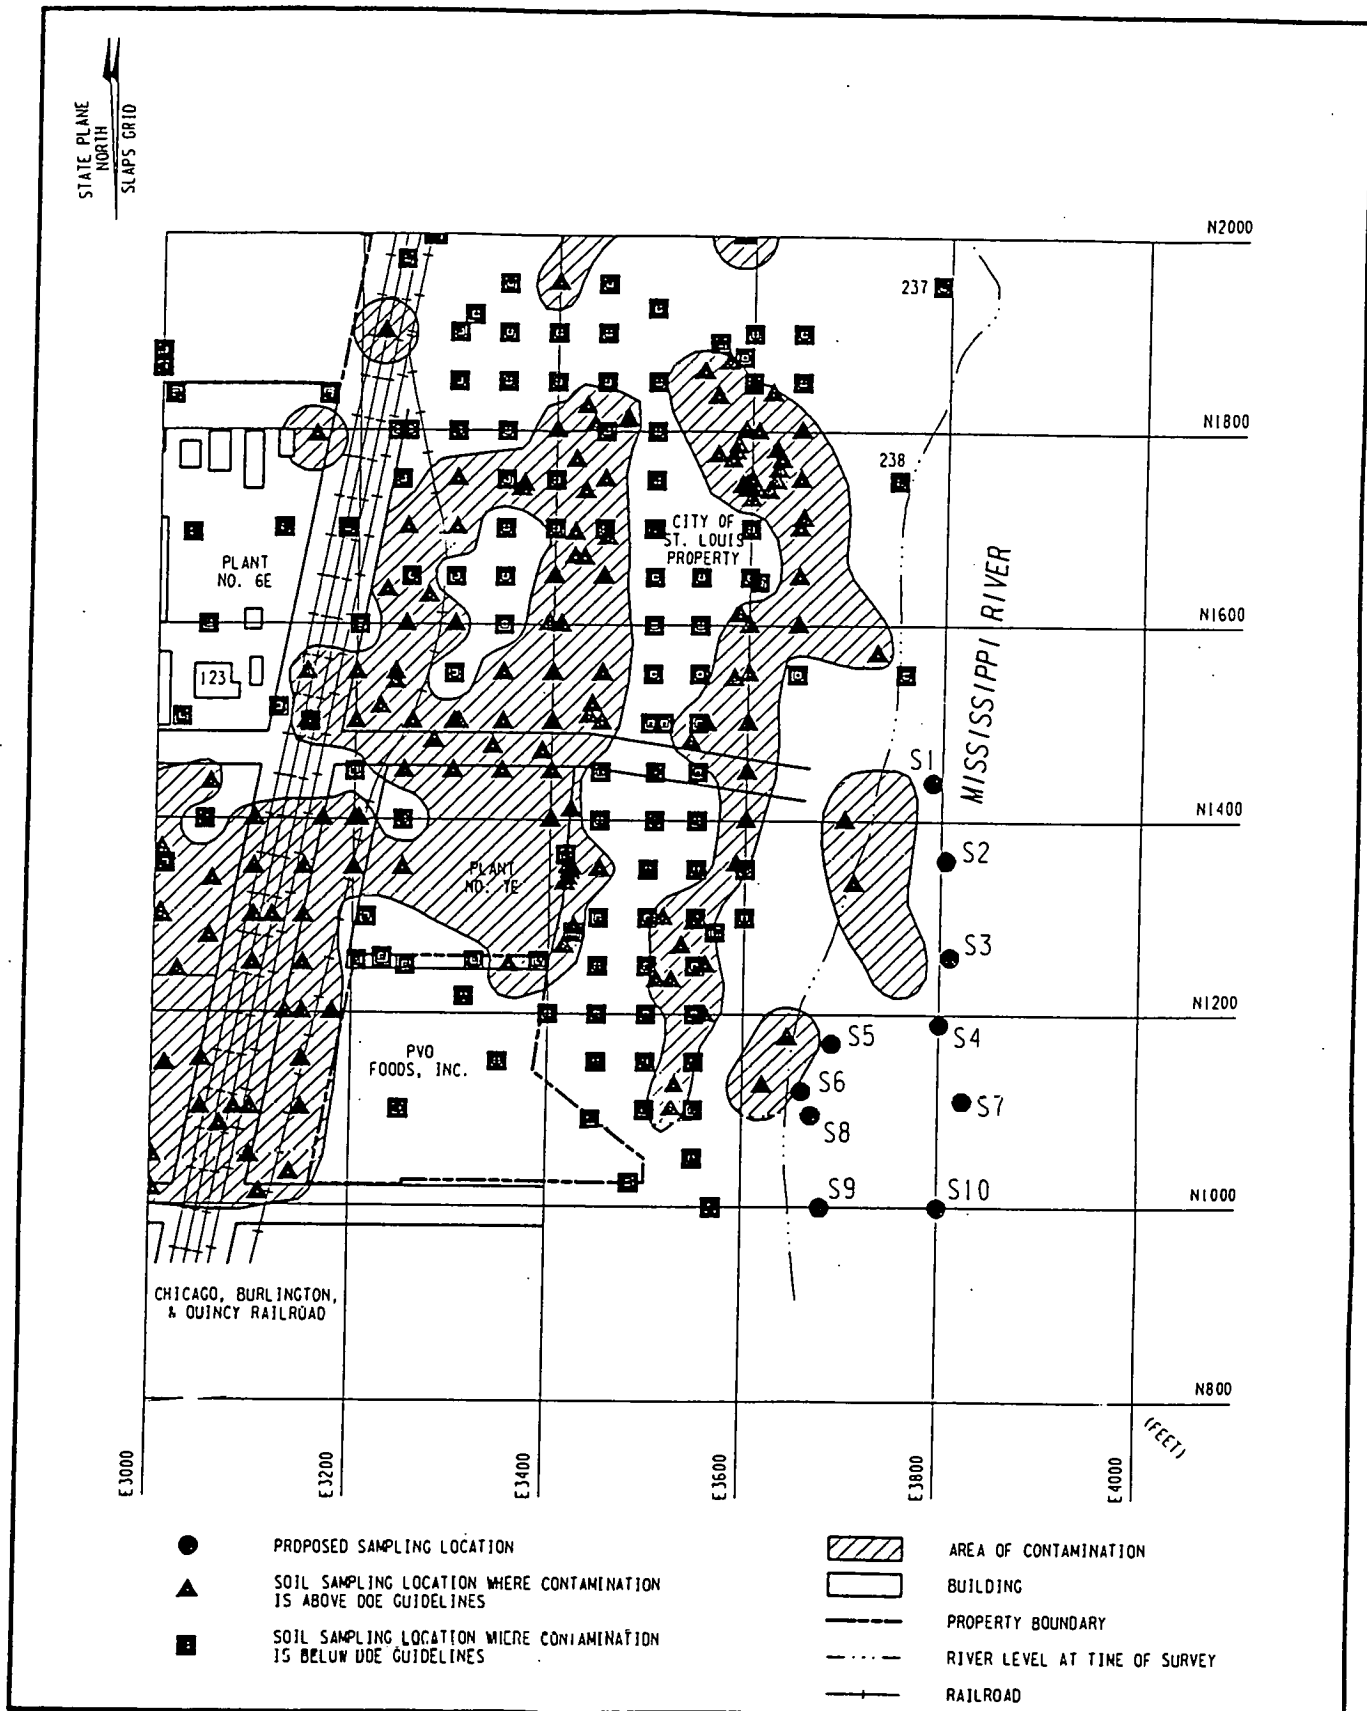 STATE PLANE
NORTH
SLAPS GRID
N2000
237
N1800
238
CITY OF
ST. LOUIS
PROPERTY
PLANT
NO. 6E
MISSISSIPPI RIVER
N1600
123
S1
N1400
S2
PLANT
NO. 7E
S3
N1200
S4
S5
PVO
FOODS, INC.
S6
S7
S8
S9
S10
N1000
CHICAGO, BURLINGTON,
& QUINCY RAILROAD
N800
(FEET)
E3000
E3200
E3400
E3600
E3800
E4000
PROPOSED SAMPLING LOCATION
SOIL SAMPLING LOCATION WHERE CONTAMINATION
IS ABOVE DOE GUIDELINES
SOIL SAMPLING LOCATION WHERE CONTAMINATION
IS BELOW DOE GUIDELINES
AREA OF CONTAMINATION
BUILDING
PROPERTY BOUNDARY
RIVER LEVEL AT TIME OF SURVEY
RAILROAD